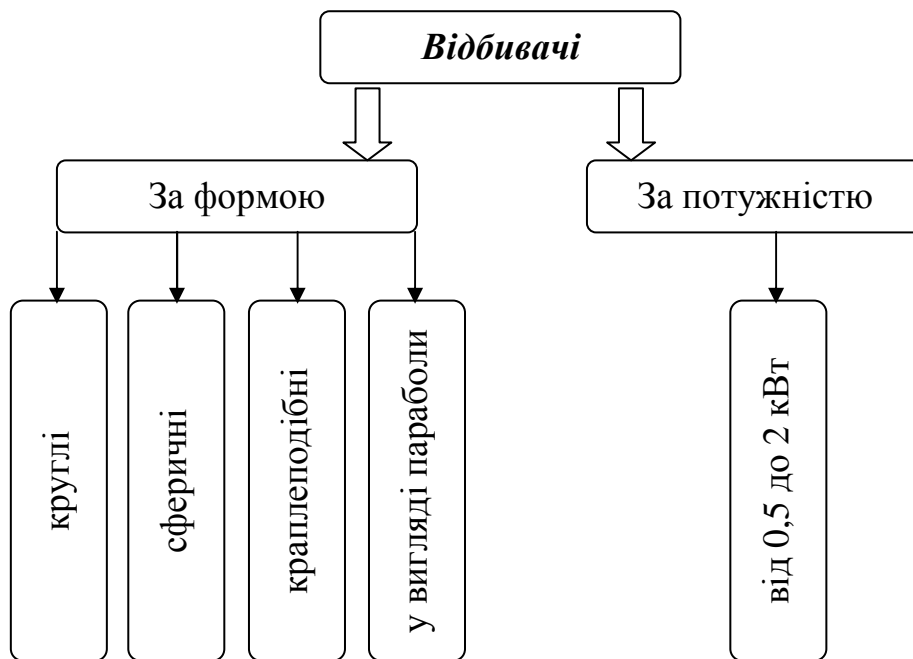 Відбивачі
За формою
За потужністю
круглі
сферичні
краплеподібні
у вигляді параболи
від 0,5 до 2 кВт